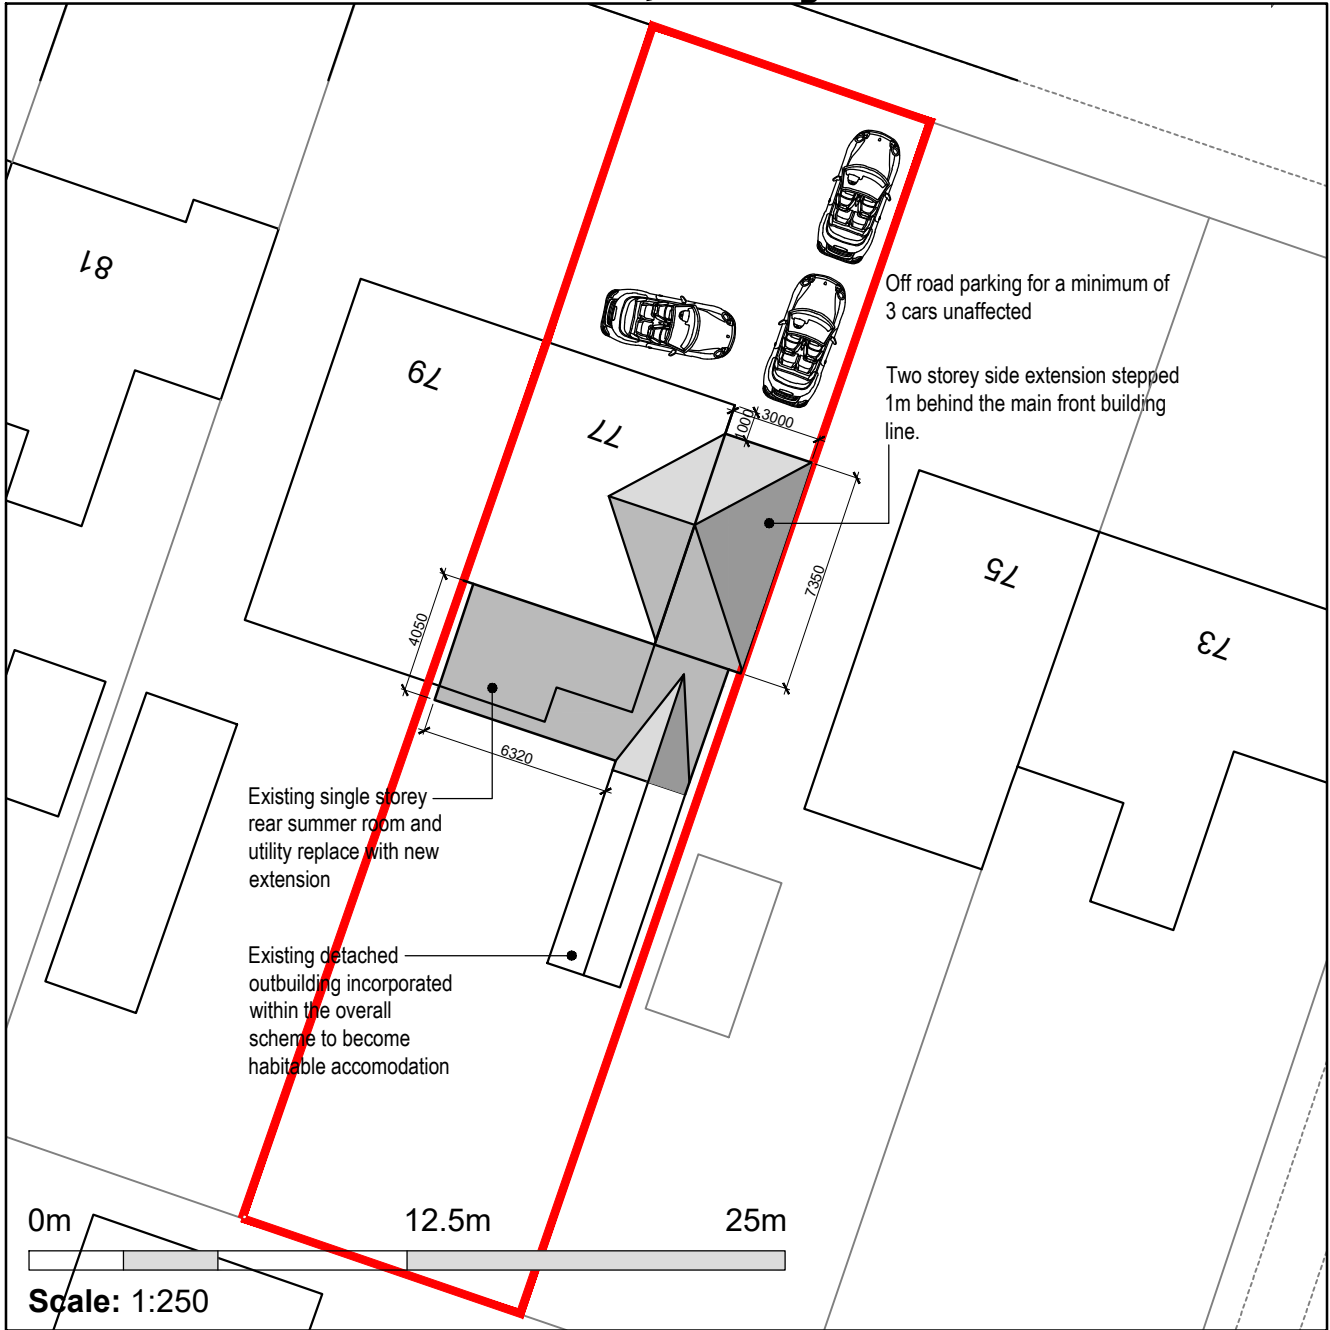 81
79
77
Off road parking for a minimum of
3 cars unaffected
Two storey side extension stepped
1m behind the main front building
line.
1000
3000
75
73
7350
4050
6320
Existing single storey
rear summer room and
utility replace with new
extension
Existing detached
outbuilding incorporated
within the overall
scheme to become
habitable accomodation
0m 12.5m 25m
Scale: 1:250